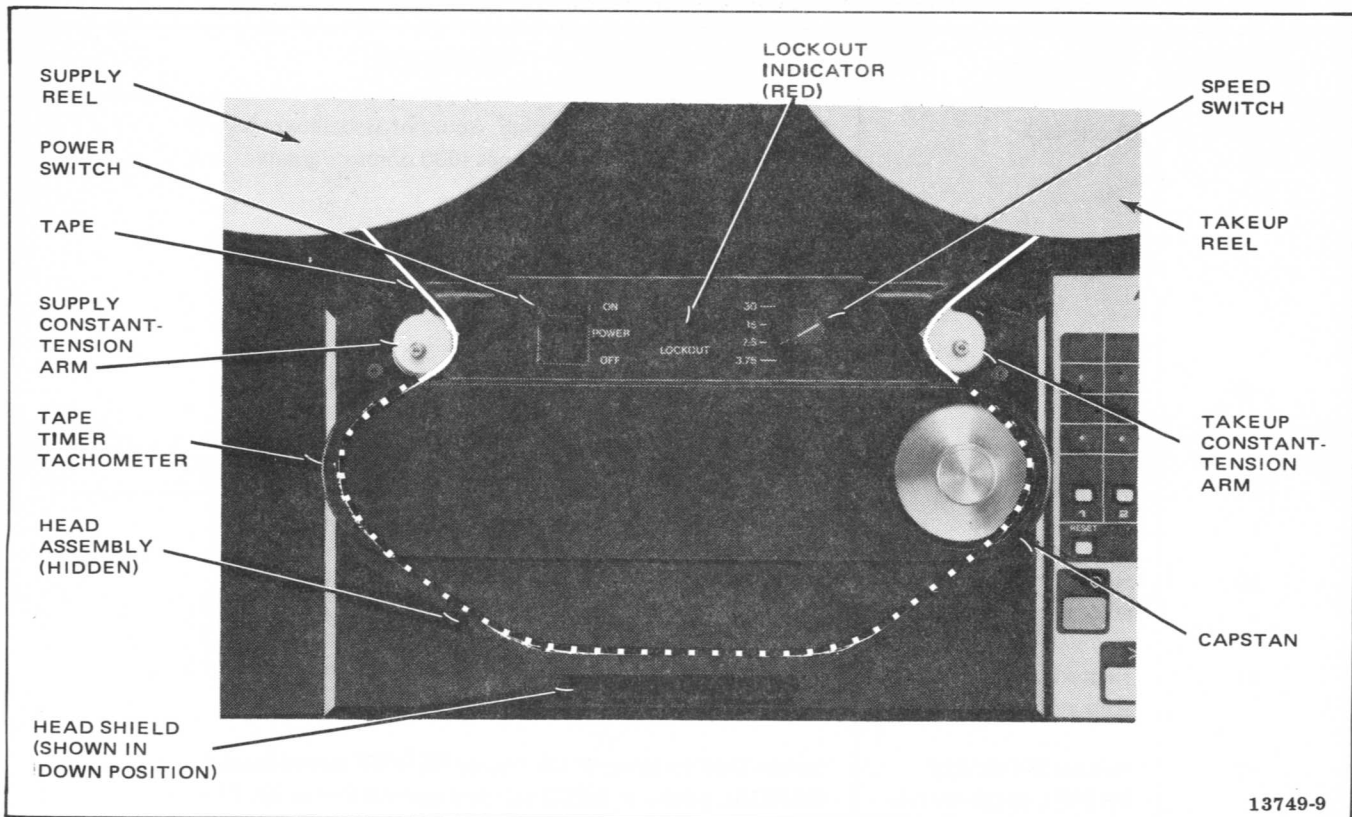 SUPPLY
REEL
POWER
SWITCH
TAPE
SUPPLY
CONSTANT-
TENSION
ARM
TAPE
TIMER
TACHOMETER
HEAD
ASSEMBLY
(HIDDEN)
HEAD SHIELD
(SHOWN IN
DOWN POSITION)
LOCKOUT
INDICATOR
(RED)
ON
POWER
OFF
LOCKOUT
30
15
7.5
3.75
SPEED
SWITCH
TAKEUP
REEL
TAKEUP
CONSTANT-
TENSION
ARM
1 2
RESET
CAPSTAN
13749-9